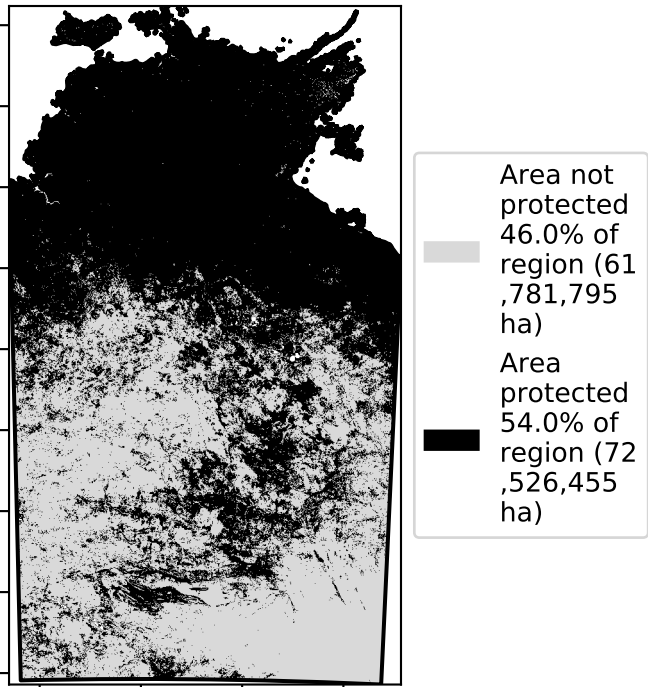 Area not
protected
46.0% of
region (61
,781,795
ha)
Area
protected
54.0% of
region (72
,526,455
ha)